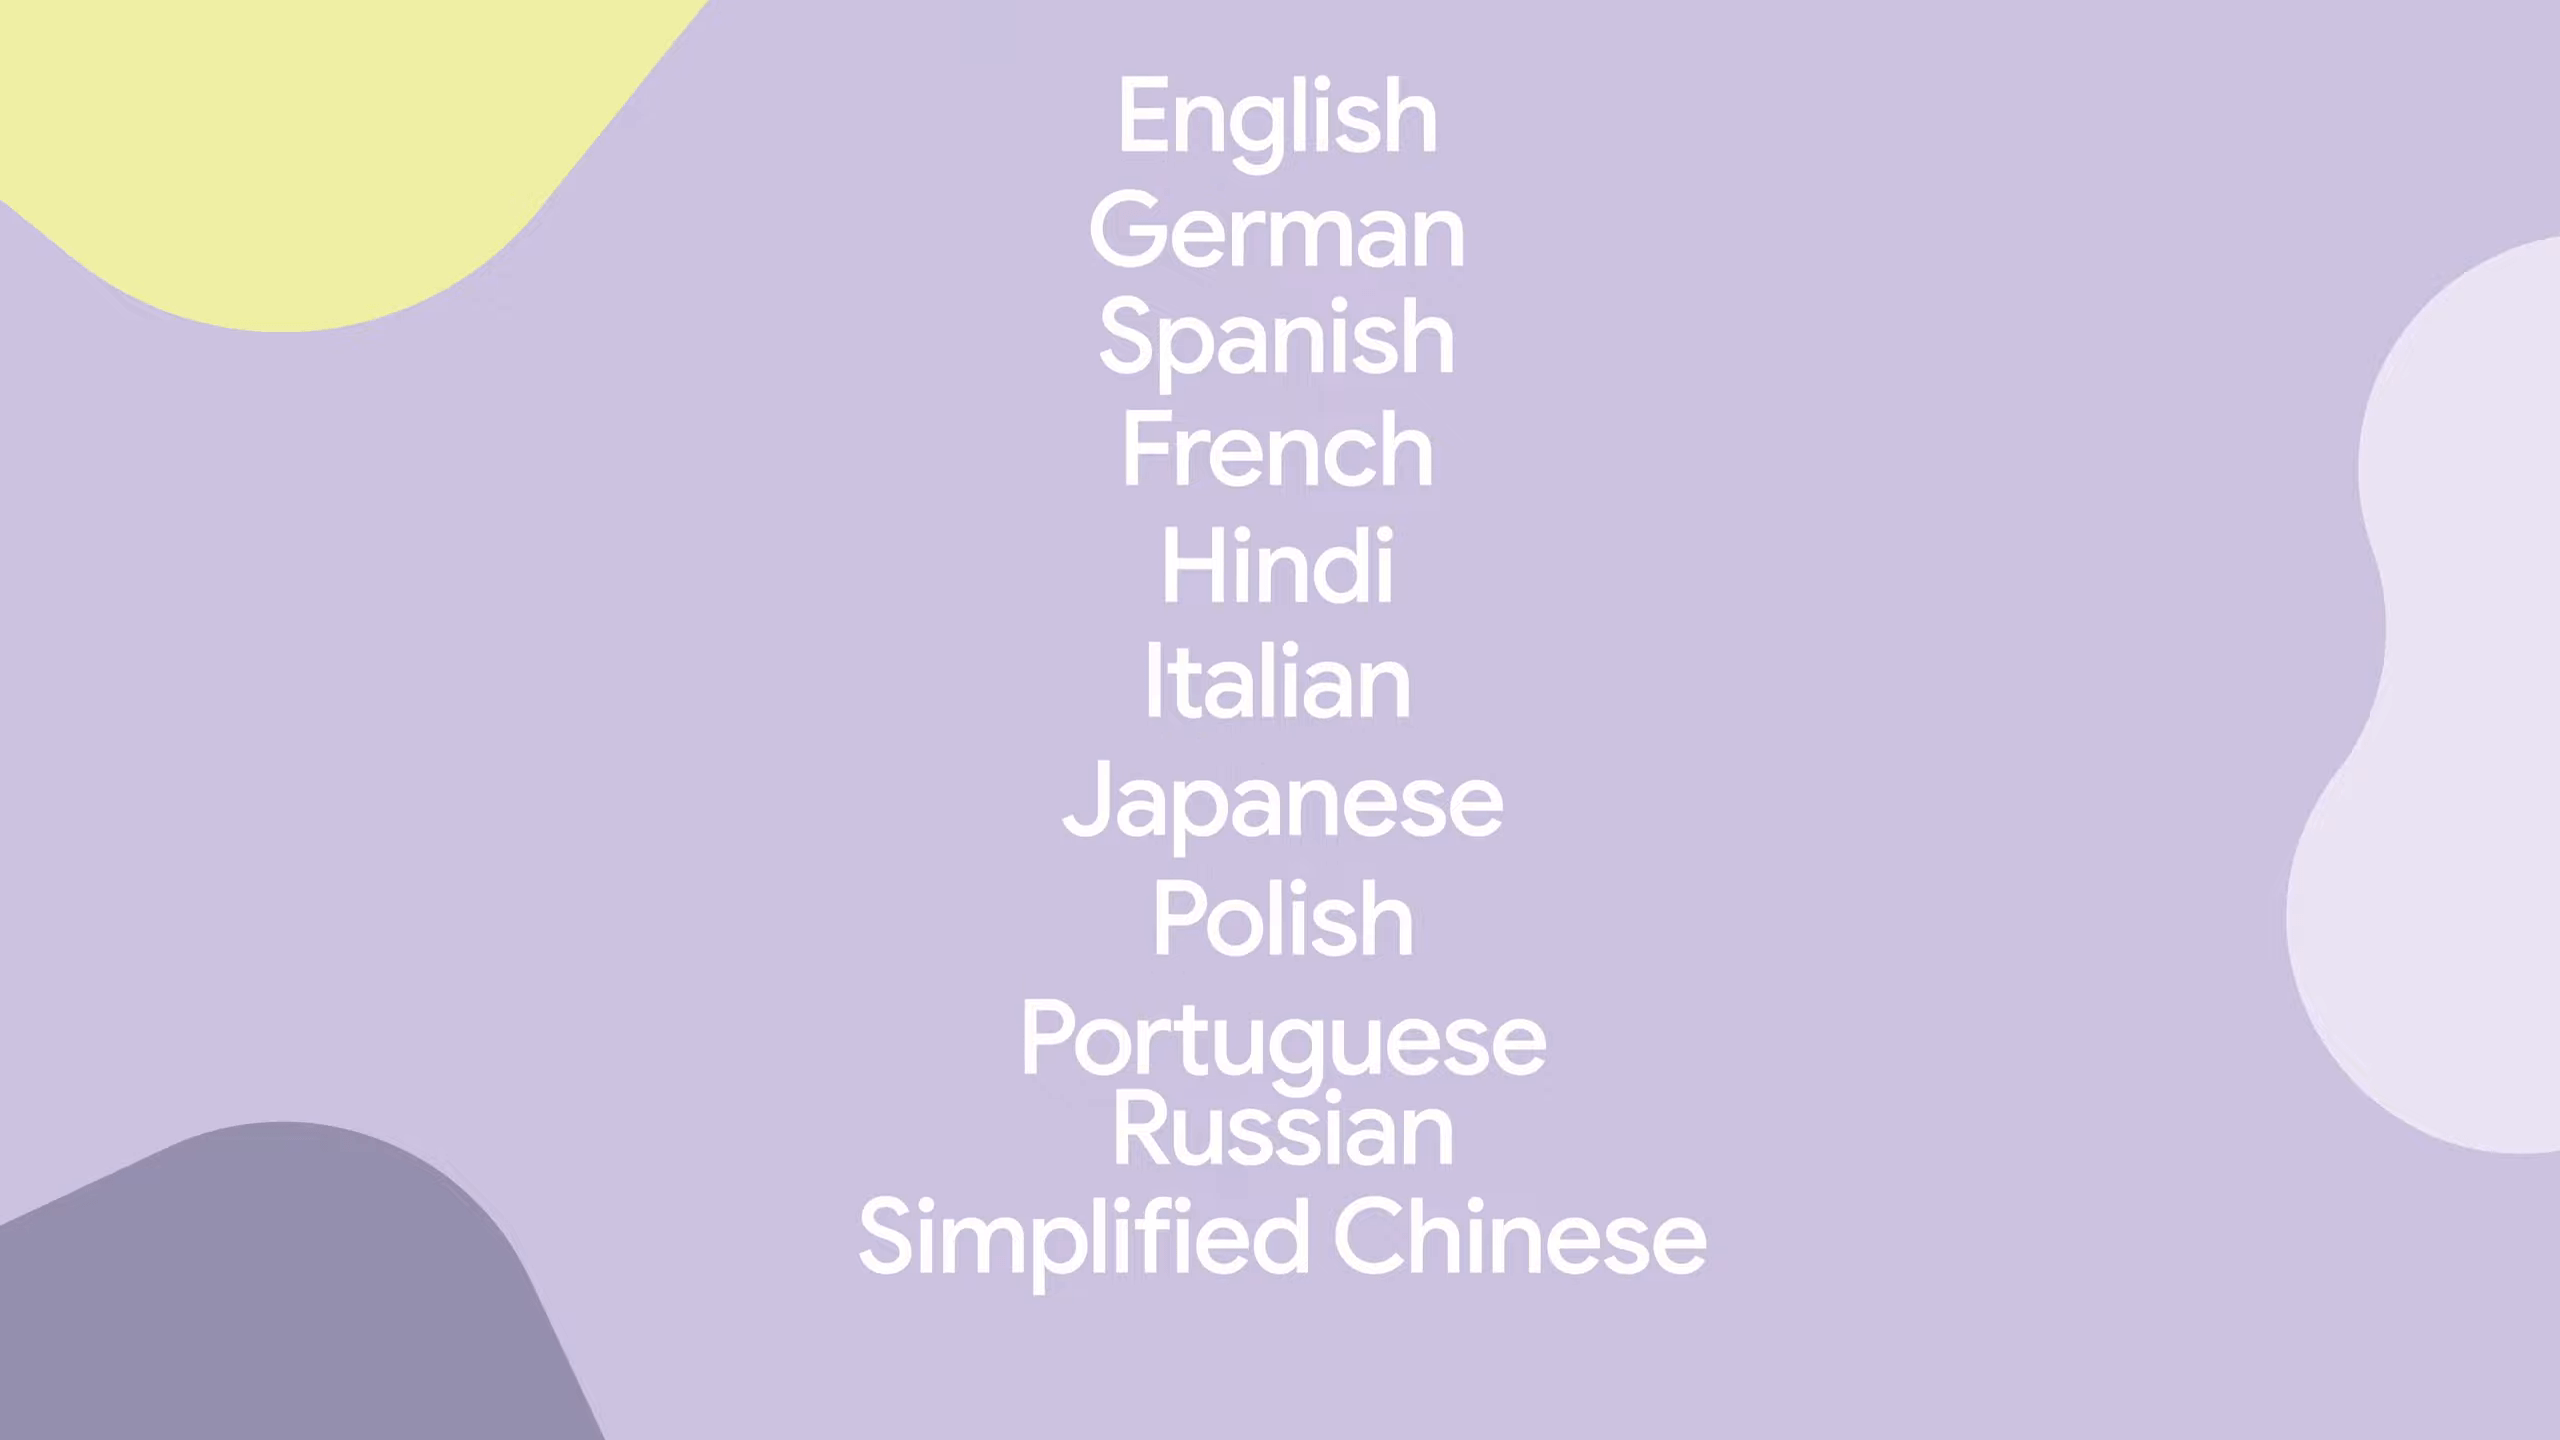 English
German
Spanish
French
Hindi
Italian
Japanese
Polish
Portuguese
Russian
Simplified Chinese